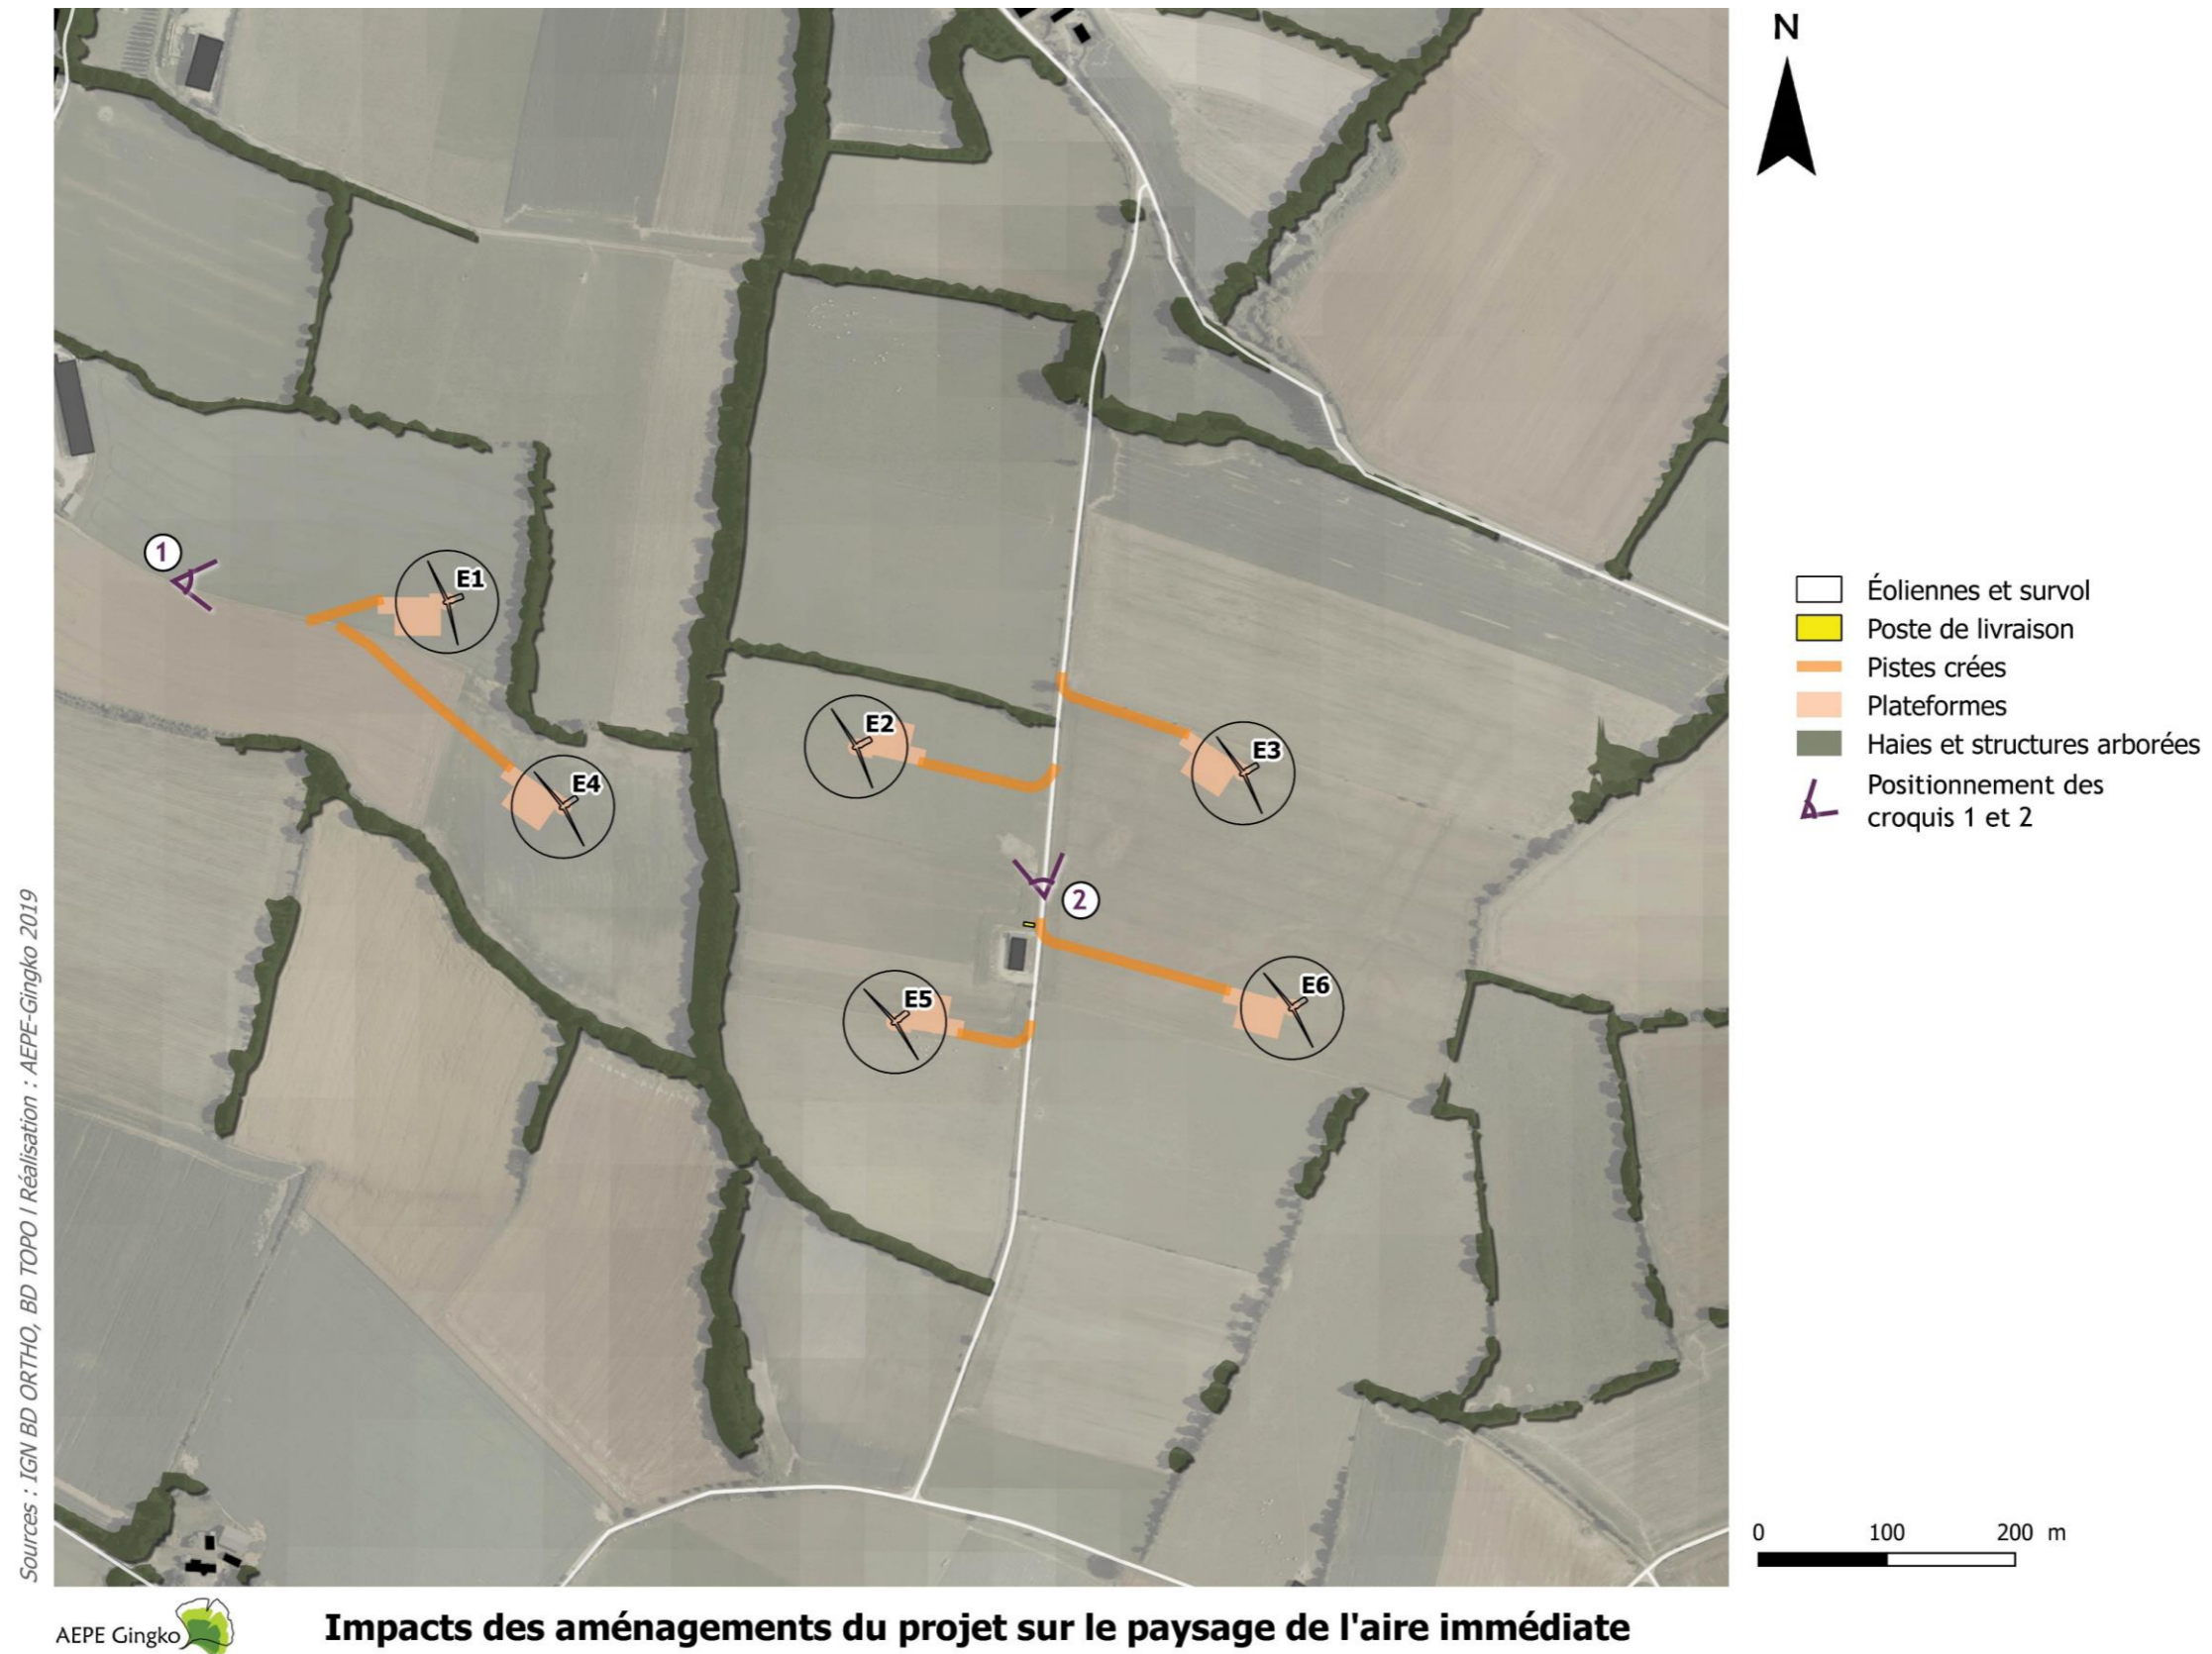 N
1
E1
E2
E3
E4
2
E5
E6
Éoliennes et survol
Poste de livraison
Pistes crées
Plateformes
Haies et structures arborées
Positionnement des
croquis 1 et 2
0 100 200 m
Sources : IGN BD ORTHO, BD TOPO I Réalisation : AEPE-Gingko 2019
AEPE Gingko
Impacts des aménagements du projet sur le paysage de l'aire immédiate